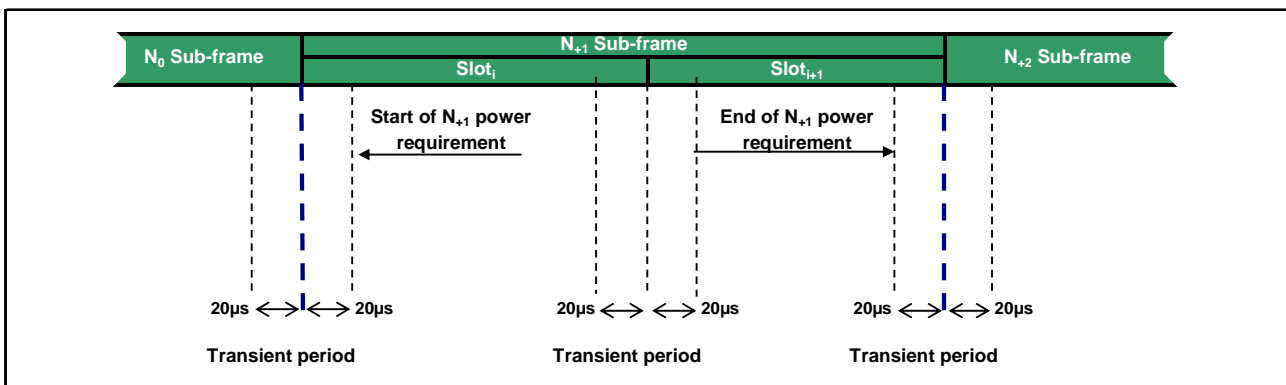 N₀ Sub-frame
N₊₁ Sub-frame
N₊₂ Sub-frame
Slotᵢ
Slotᵢ₊₁
Start of N₊₁ power
requirement
End of N₊₁ power
requirement
20µs
20µs
20µs
20µs
20µs
20µs
Transient period
Transient period
Transient period